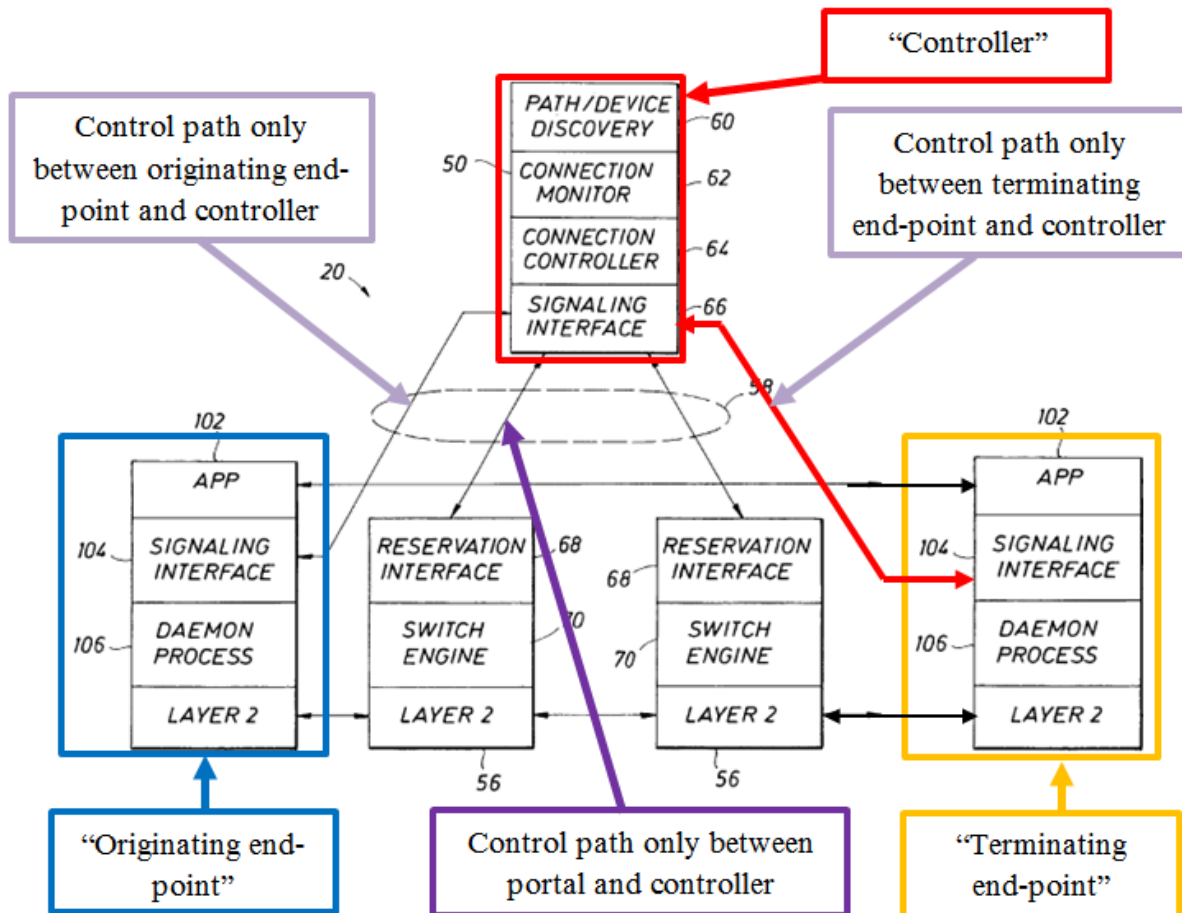 “Controller”
Control path only
between originating end-
point and controller
Control path only
between terminating
end-point and controller
PATH/DEVICE
DISCOVERY
60
50
CONNECTION
MONITOR
62
CONNECTION
CONTROLLER
64
20
SIGNALING
INTERFACE
66
58
102
APP
104
SIGNALING
INTERFACE
106
DAEMON
PROCESS
LAYER 2
RESERVATION
INTERFACE
68
SWITCH
ENGINE
70
LAYER 2
56
RESERVATION
INTERFACE
68
SWITCH
ENGINE
70
LAYER 2
56
102
APP
104
SIGNALING
INTERFACE
106
DAEMON
PROCESS
LAYER 2
“Originating end-
point”
Control path only between
portal and controller
“Terminating
end-point”